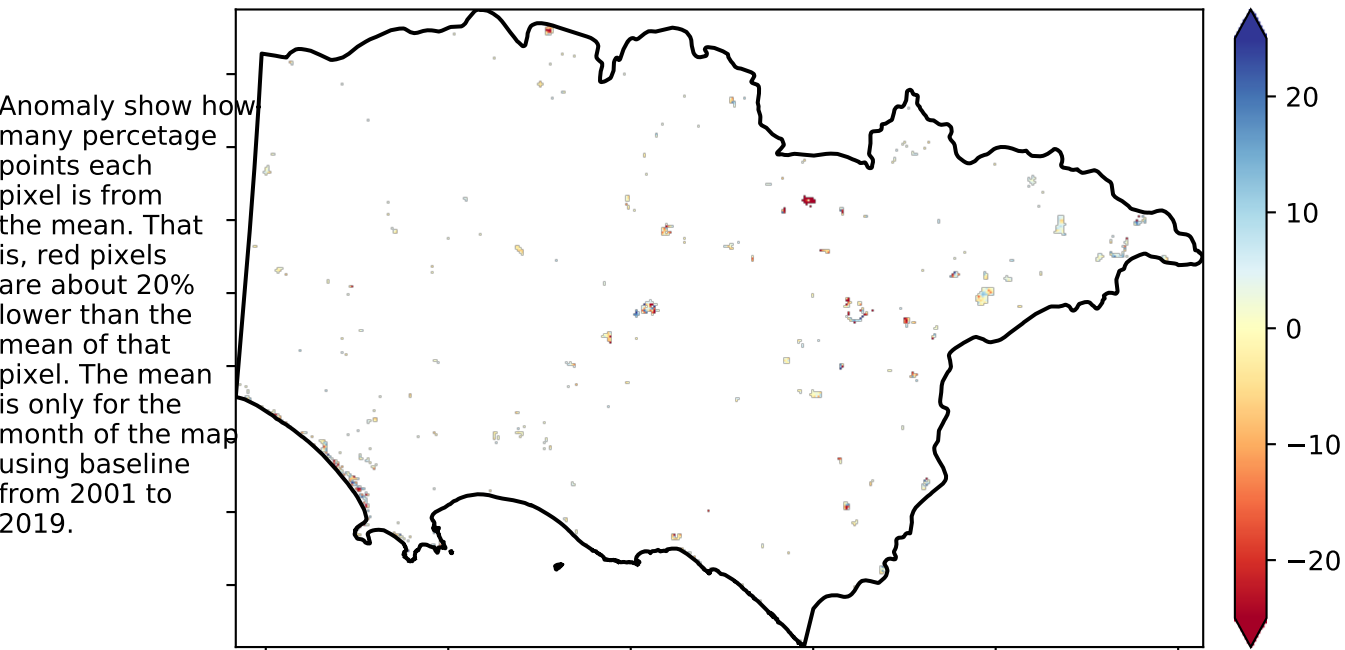 Anomaly show how
many percetage
points each
pixel is from
the mean. That
is, red pixels
are about 20%
lower than the
mean of that
pixel. The mean
is only for the
month of the map
using baseline
from 2001 to
2019.
20
10
0
−10
−20